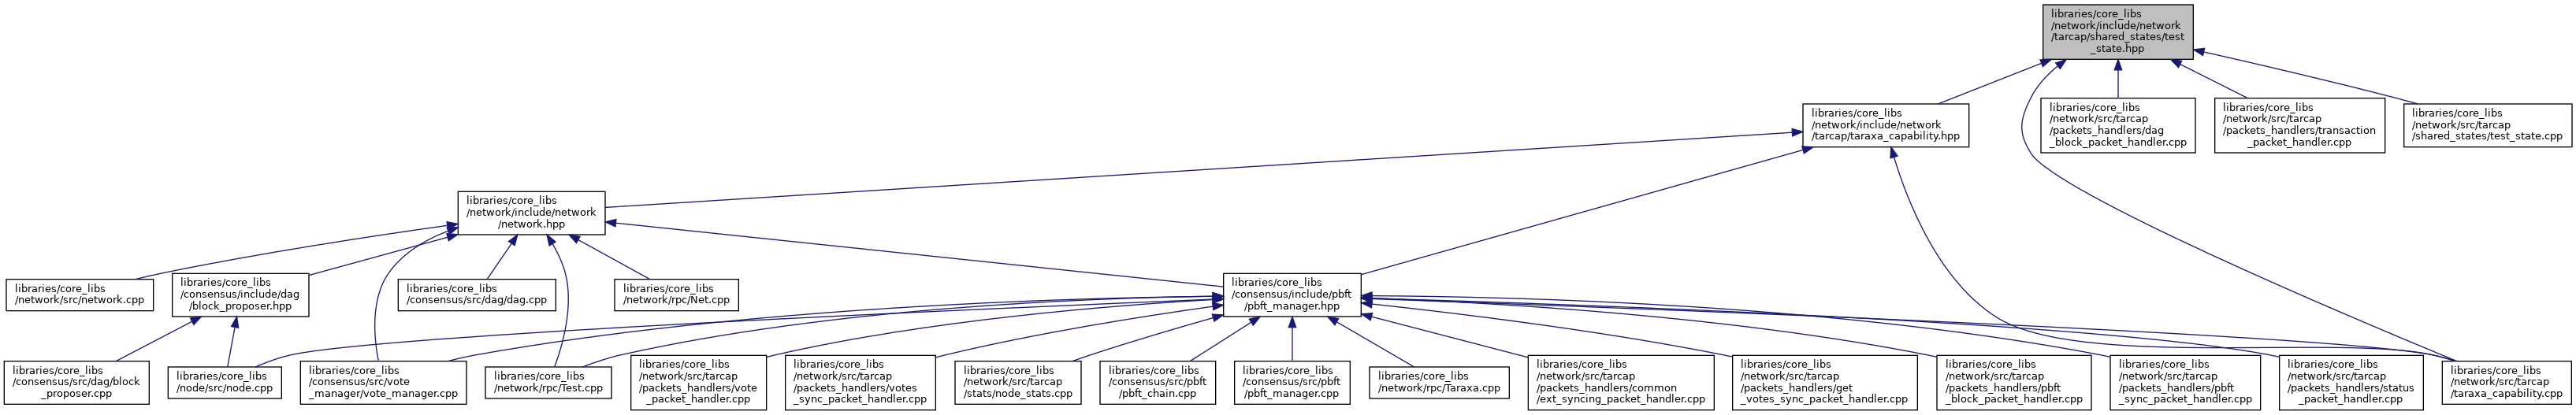 libraries/core_libs
/network/include/network
/tarcap/shared_states/test
_state.hpp
libraries/core_libs
/network/include/network
/tarcap/taraxa_capability.hpp
libraries/core_libs
/network/src/tarcap
/packets_handlers/dag
_block_packet_handler.cpp
libraries/core_libs
/network/src/tarcap
/packets_handlers/transaction
_packet_handler.cpp
libraries/core_libs
/network/src/tarcap
/shared_states/test_state.cpp
libraries/core_libs
/network/include/network
/network.hpp
libraries/core_libs
/network/src/network.cpp
libraries/core_libs
/consensus/include/dag
/block_proposer.hpp
libraries/core_libs
/consensus/src/dag/dag.cpp
libraries/core_libs
/network/rpc/Net.cpp
libraries/core_libs
/consensus/include/pbft
/pbft_manager.hpp
libraries/core_libs
/consensus/src/dag/block
_proposer.cpp
libraries/core_libs
/node/src/node.cpp
libraries/core_libs
/consensus/src/vote
_manager/vote_manager.cpp
libraries/core_libs
/network/rpc/Test.cpp
libraries/core_libs
/network/src/tarcap
/packets_handlers/vote
_packet_handler.cpp
libraries/core_libs
/network/src/tarcap
/packets_handlers/votes
_sync_packet_handler.cpp
libraries/core_libs
/network/src/tarcap
/stats/node_stats.cpp
libraries/core_libs
/consensus/src/pbft
/pbft_chain.cpp
libraries/core_libs
/consensus/src/pbft
/pbft_manager.cpp
libraries/core_libs
/network/rpc/Taraxa.cpp
libraries/core_libs
/network/src/tarcap
/packets_handlers/common
/ext_syncing_packet_handler.cpp
libraries/core_libs
/network/src/tarcap
/packets_handlers/get
_votes_sync_packet_handler.cpp
libraries/core_libs
/network/src/tarcap
/packets_handlers/pbft
_block_packet_handler.cpp
libraries/core_libs
/network/src/tarcap
/packets_handlers/pbft
_sync_packet_handler.cpp
libraries/core_libs
/network/src/tarcap
/packets_handlers/status
_packet_handler.cpp
libraries/core_libs
/network/src/tarcap
/taraxa_capability.cpp